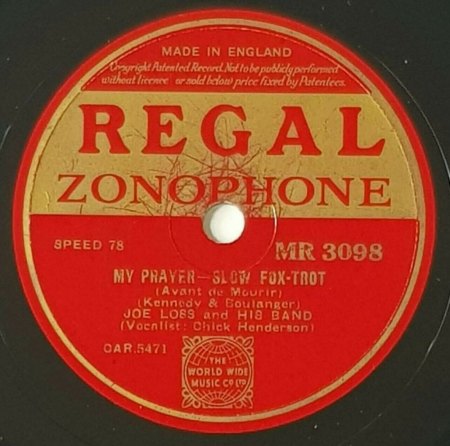 MADE IN ENGLAND
Copyright Patented Record. Not to be publicly performed
without licence or sold below price fixed by Patentees.
REGAL
ZONOPHONE
SPEED 78
MR 3098
MY PRAYER—SLOW FOX-TROT
(Avant de Mourir)
(Kennedy & Boulanger)
JOE LOSS and HIS BAND
(Vocalist: Chick Henderson)
OAR.5471
THE
WORLD WIDE
MUSIC CO LTD